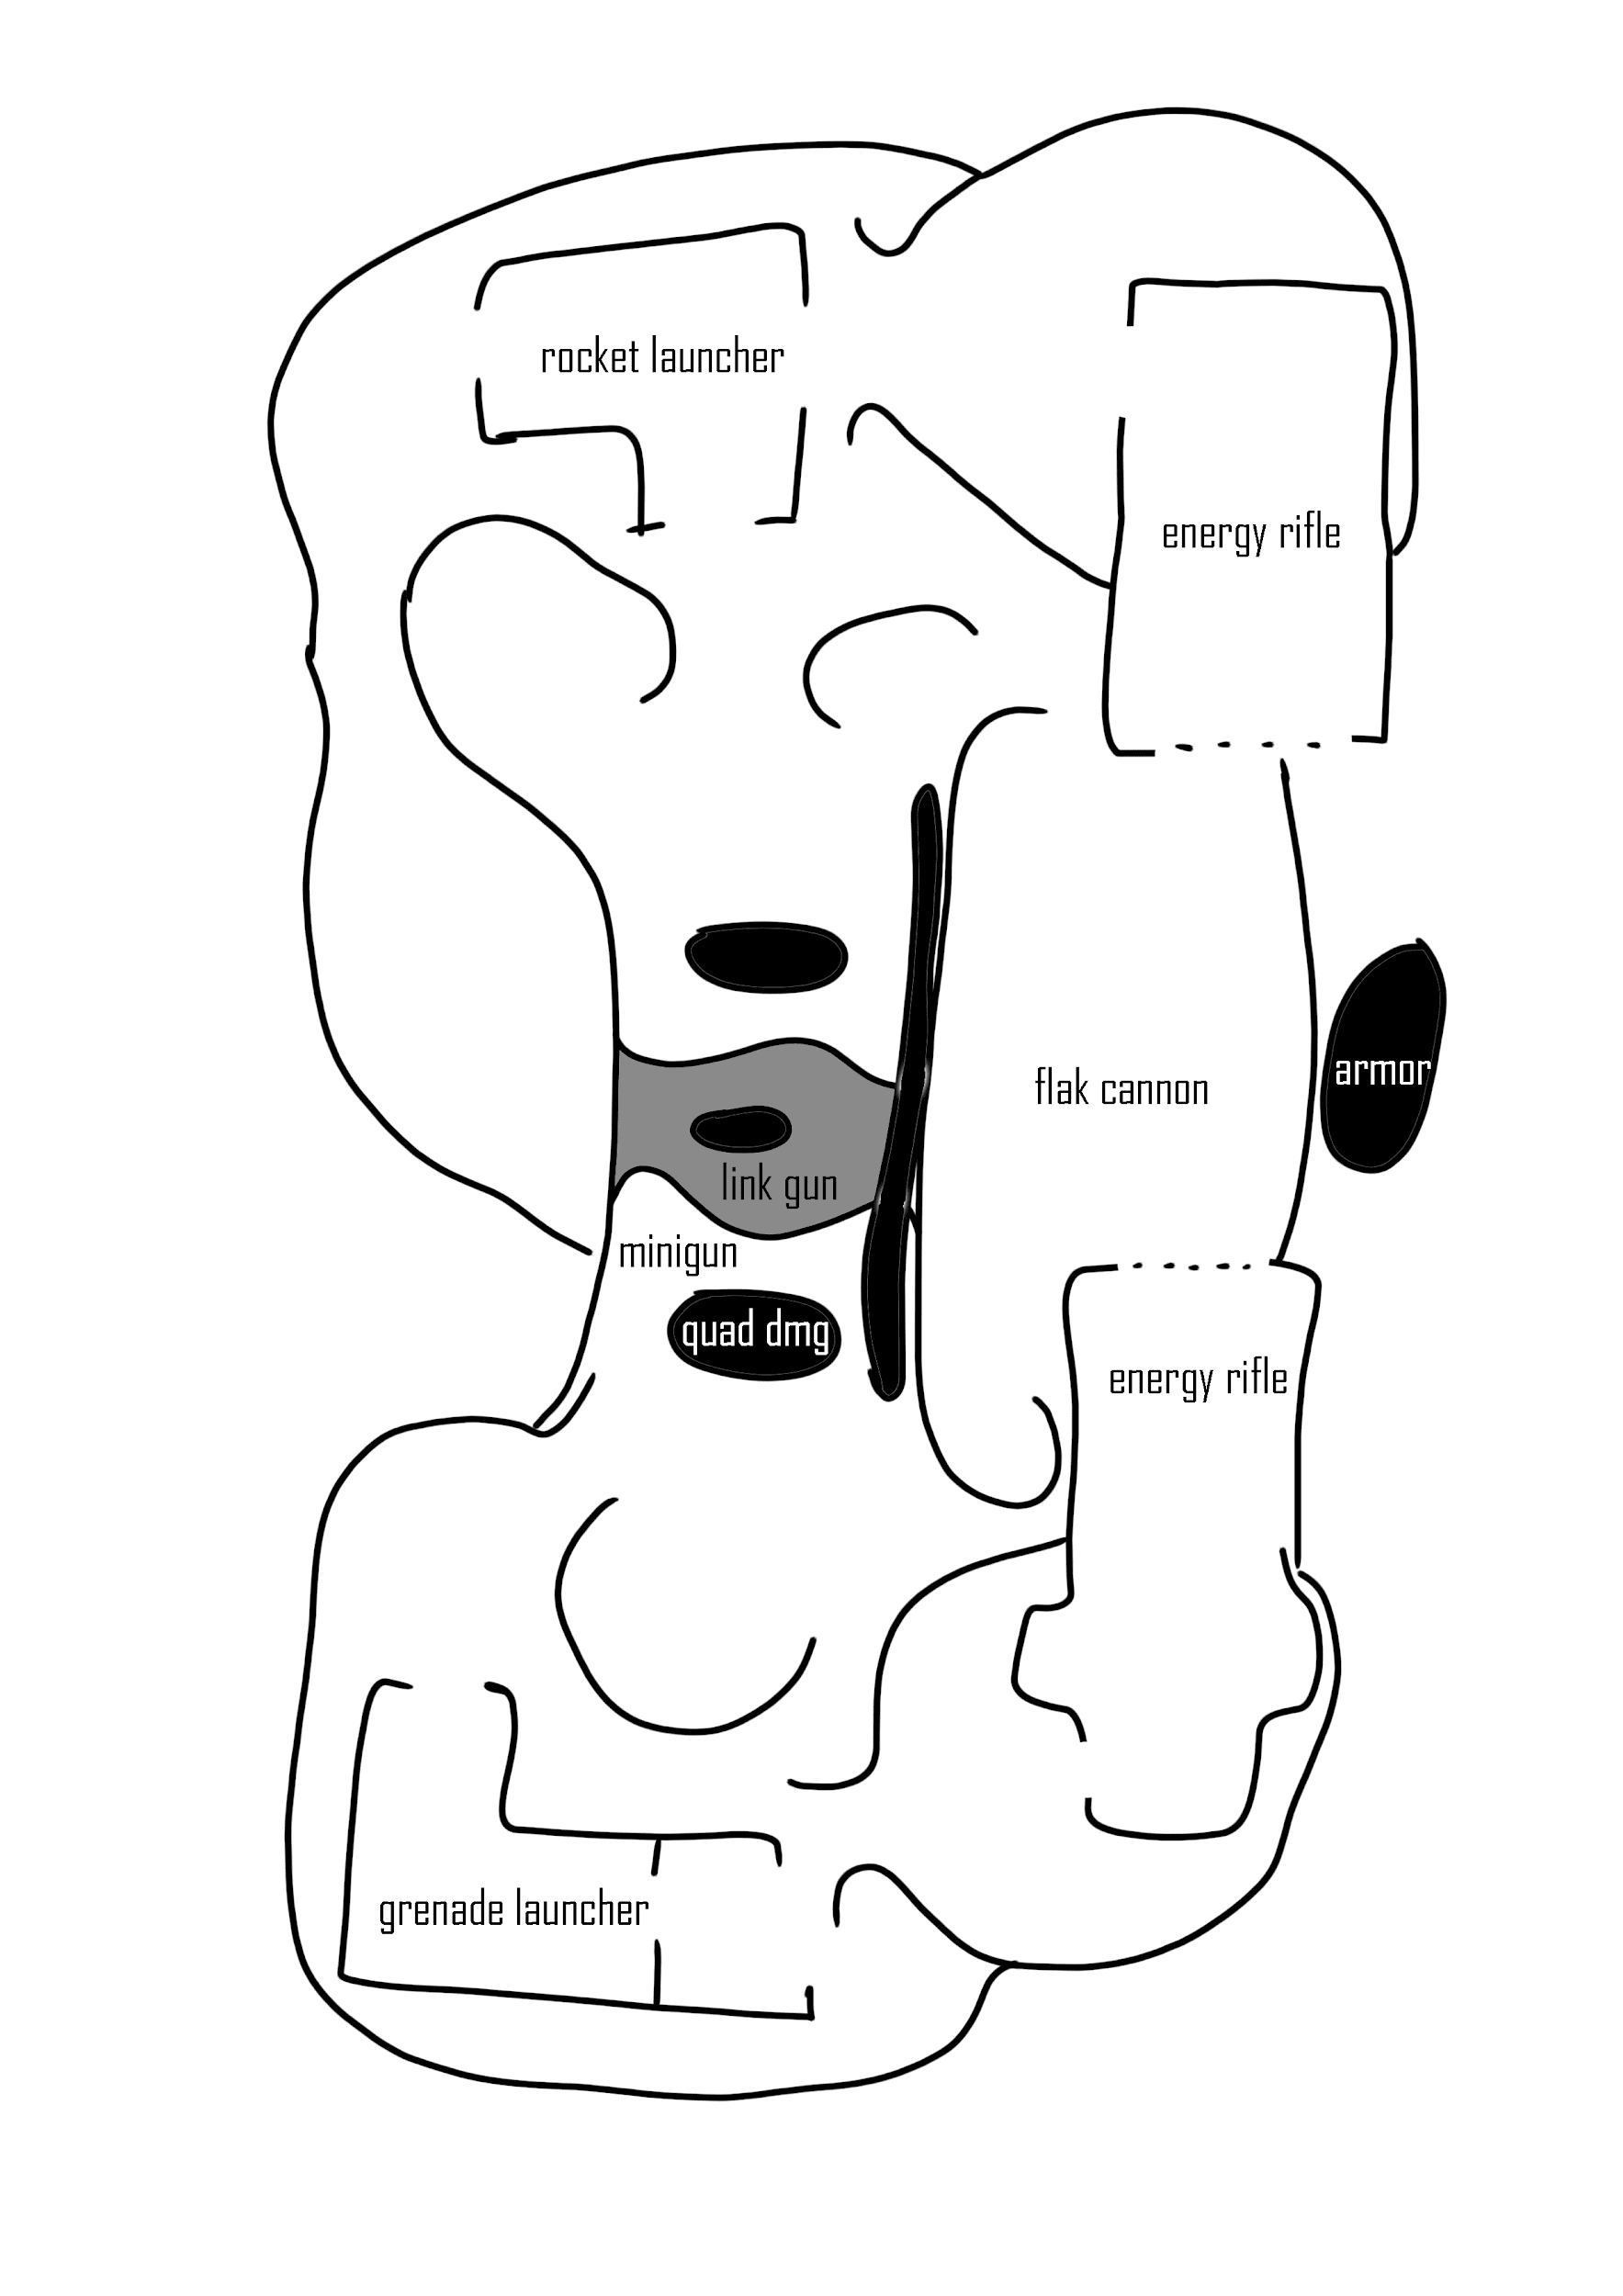 rocket launcher
energy rifle
flak cannon
armor
link gun
minigun
quad dmg
energy rifle
grenade launcher